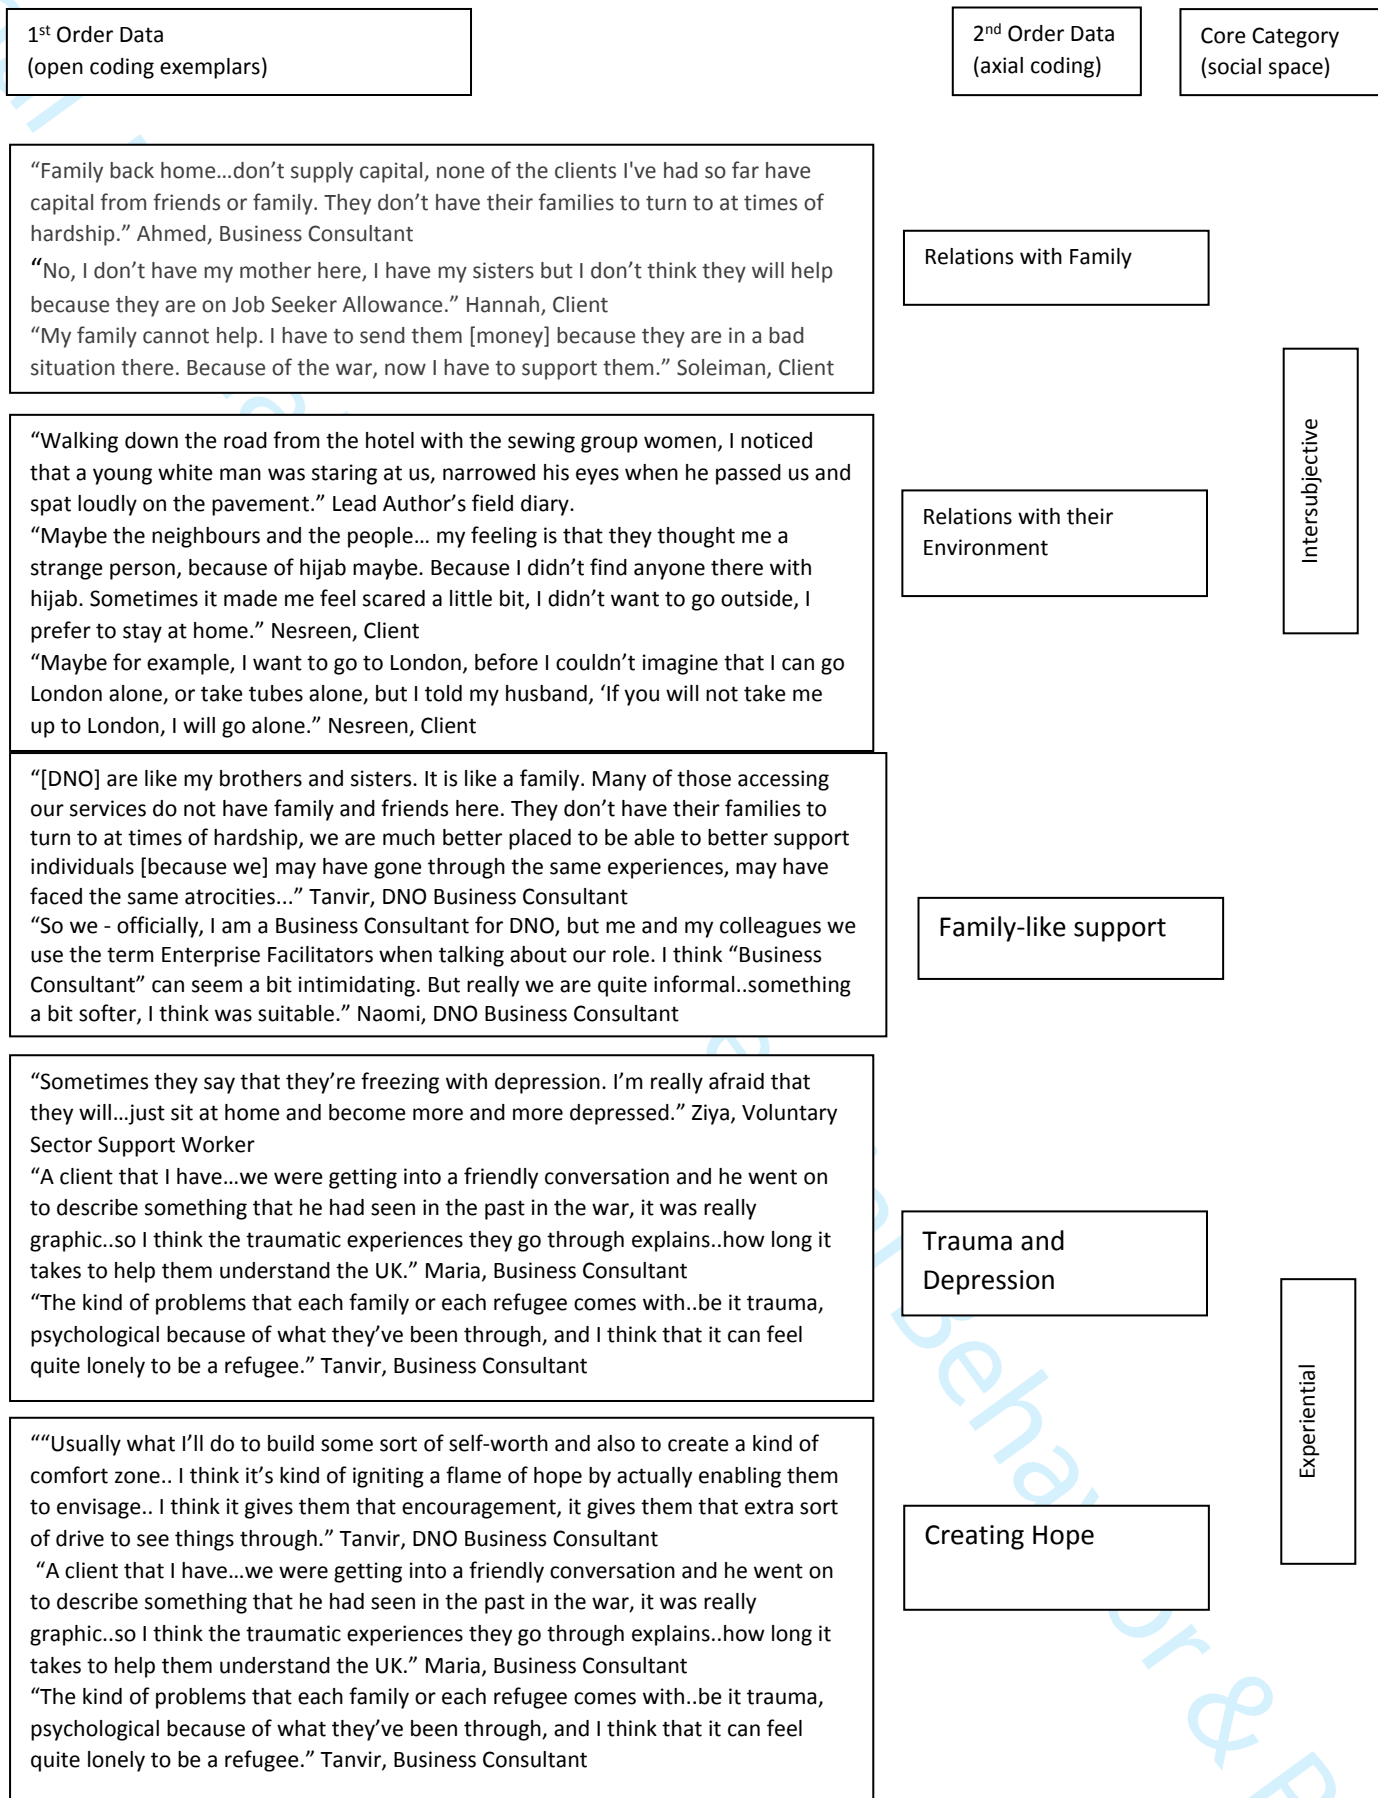 1st Order Data
(open coding exemplars)
2nd Order Data
(axial coding)
Core Category
(social space)
“Family back home…don’t supply capital, none of the clients I've had so far have
capital from friends or family. They don’t have their families to turn to at times of
hardship.” Ahmed, Business Consultant
“No, I don’t have my mother here, I have my sisters but I don’t think they will help
because they are on Job Seeker Allowance.” Hannah, Client
“My family cannot help. I have to send them [money] because they are in a bad
situation there. Because of the war, now I have to support them.” Soleiman, Client
Relations with Family
“Walking down the road from the hotel with the sewing group women, I noticed
that a young white man was staring at us, narrowed his eyes when he passed us and
spat loudly on the pavement.” Lead Author’s field diary.
“Maybe the neighbours and the people… my feeling is that they thought me a
strange person, because of hijab maybe. Because I didn’t find anyone there with
hijab. Sometimes it made me feel scared a little bit, I didn’t want to go outside, I
prefer to stay at home.” Nesreen, Client
“Maybe for example, I want to go to London, before I couldn’t imagine that I can go
London alone, or take tubes alone, but I told my husband, ‘If you will not take me
up to London, I will go alone.” Nesreen, Client
Relations with their
Environment
Intersubjective
“[DNO] are like my brothers and sisters. It is like a family. Many of those accessing
our services do not have family and friends here. They don’t have their families to
turn to at times of hardship, we are much better placed to be able to better support
individuals [because we] may have gone through the same experiences, may have
faced the same atrocities...” Tanvir, DNO Business Consultant
“So we - officially, I am a Business Consultant for DNO, but me and my colleagues we
use the term Enterprise Facilitators when talking about our role. I think “Business
Consultant” can seem a bit intimidating. But really we are quite informal..something
a bit softer, I think was suitable.” Naomi, DNO Business Consultant
Family-like support
“Sometimes they say that they’re freezing with depression. I’m really afraid that
they will…just sit at home and become more and more depressed.” Ziya, Voluntary
Sector Support Worker
“A client that I have…we were getting into a friendly conversation and he went on
to describe something that he had seen in the past in the war, it was really
graphic..so I think the traumatic experiences they go through explains..how long it
takes to help them understand the UK.” Maria, Business Consultant
“The kind of problems that each family or each refugee comes with..be it trauma,
psychological because of what they’ve been through, and I think that it can feel
quite lonely to be a refugee.” Tanvir, Business Consultant
Trauma and
Depression
Experiential
““Usually what I’ll do to build some sort of self-worth and also to create a kind of
comfort zone.. I think it’s kind of igniting a flame of hope by actually enabling them
to envisage.. I think it gives them that encouragement, it gives them that extra sort
of drive to see things through.” Tanvir, DNO Business Consultant
“A client that I have…we were getting into a friendly conversation and he went on
to describe something that he had seen in the past in the war, it was really
graphic..so I think the traumatic experiences they go through explains..how long it
takes to help them understand the UK.” Maria, Business Consultant
“The kind of problems that each family or each refugee comes with..be it trauma,
psychological because of what they’ve been through, and I think that it can feel
quite lonely to be a refugee.” Tanvir, Business Consultant
Creating Hope